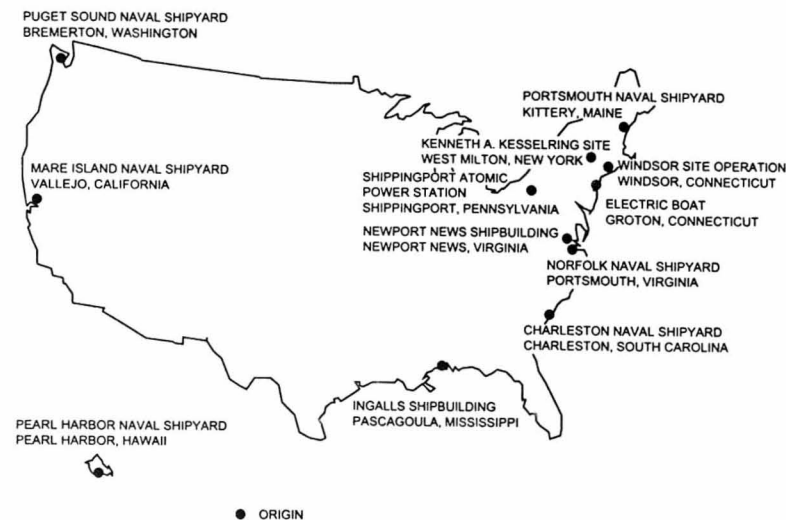 PUGET SOUND NAVAL SHIPYARD
BREMERTON, WASHINGTON
PORTSMOUTH NAVAL SHIPYARD
KITTERY, MAINE
KENNETH A. KESSELRING SITE
WEST MILTON, NEW YORK
MARE ISLAND NAVAL SHIPYARD
VALLEJO, CALIFORNIA
SHIPPINGPORT ATOMIC
POWER STATION
SHIPPINGPORT, PENNSYLVANIA
WINDSOR SITE OPERATION
WINDSOR, CONNECTICUT
ELECTRIC BOAT
GROTON, CONNECTICUT
NEWPORT NEWS SHIPBUILDING
NEWPORT NEWS, VIRGINIA
NORFOLK NAVAL SHIPYARD
PORTSMOUTH, VIRGINIA
CHARLESTON NAVAL SHIPYARD
CHARLESTON, SOUTH CAROLINA
INGALLS SHIPBUILDING
PASCAGOULA, MISSISSIPPI
PEARL HARBOR NAVAL SHIPYARD
PEARL HARBOR, HAWAII
ORIGIN